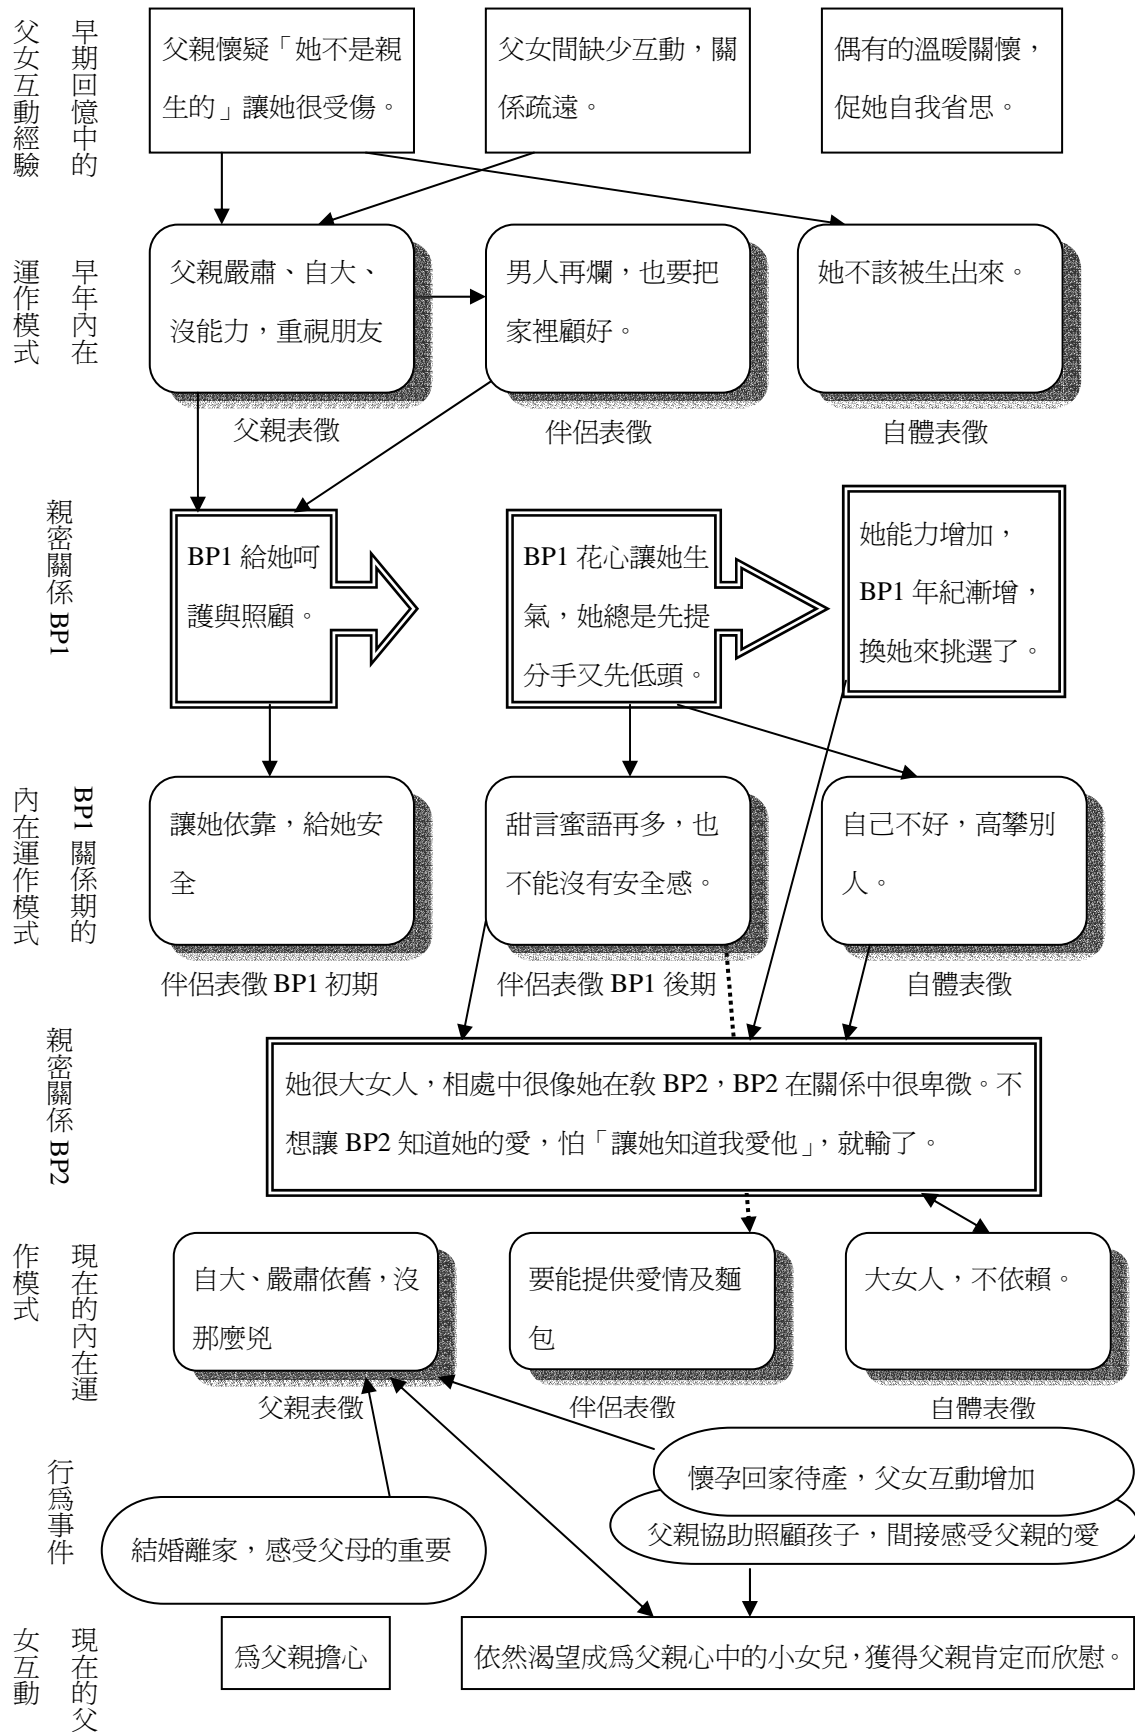 早期回憶中的
父女互動經驗
父親懷疑「她不是親
生的」讓她很受傷。
父女間缺少互動，關
係疏遠。
偶有的溫暖關懷，
促她自我省思。
早年內在
運作模式
父親嚴肅、自大、
沒能力，重視朋友
男人再爛，也要把
家裡顧好。
她不該被生出來。
父親表徵
伴侶表徵
自體表徵
親密關係 BP1
BP1 給她呵
護與照顧。
BP1 花心讓她生
氣，她總是先提
分手又先低頭。
她能力增加，
BP1 年紀漸增，
換她來挑選了。
BP1 關係期的
內在運作模式
讓她依靠，給她安
全
甜言蜜語再多，也
不能沒有安全感。
自己不好，高攀別
人。
伴侶表徵 BP1 初期
伴侶表徵 BP1 後期
自體表徵
親密關係 BP2
她很大女人，相處中很像她在教 BP2，BP2 在關係中很卑微。不
想讓 BP2 知道她的愛，怕「讓她知道我愛他」，就輸了。
現在的內在運
作模式
自大、嚴肅依舊，沒
那麼兇
要能提供愛情及麵
包
大女人，不依賴。
父親表徵
伴侶表徵
自體表徵
行為事件
懷孕回家待產，父女互動增加
父親協助照顧孩子，間接感受父親的愛
結婚離家，感受父母的重要
現在的父
女互動
為父親擔心
依然渴望成為父親心中的小女兒，獲得父親肯定而欣慰。